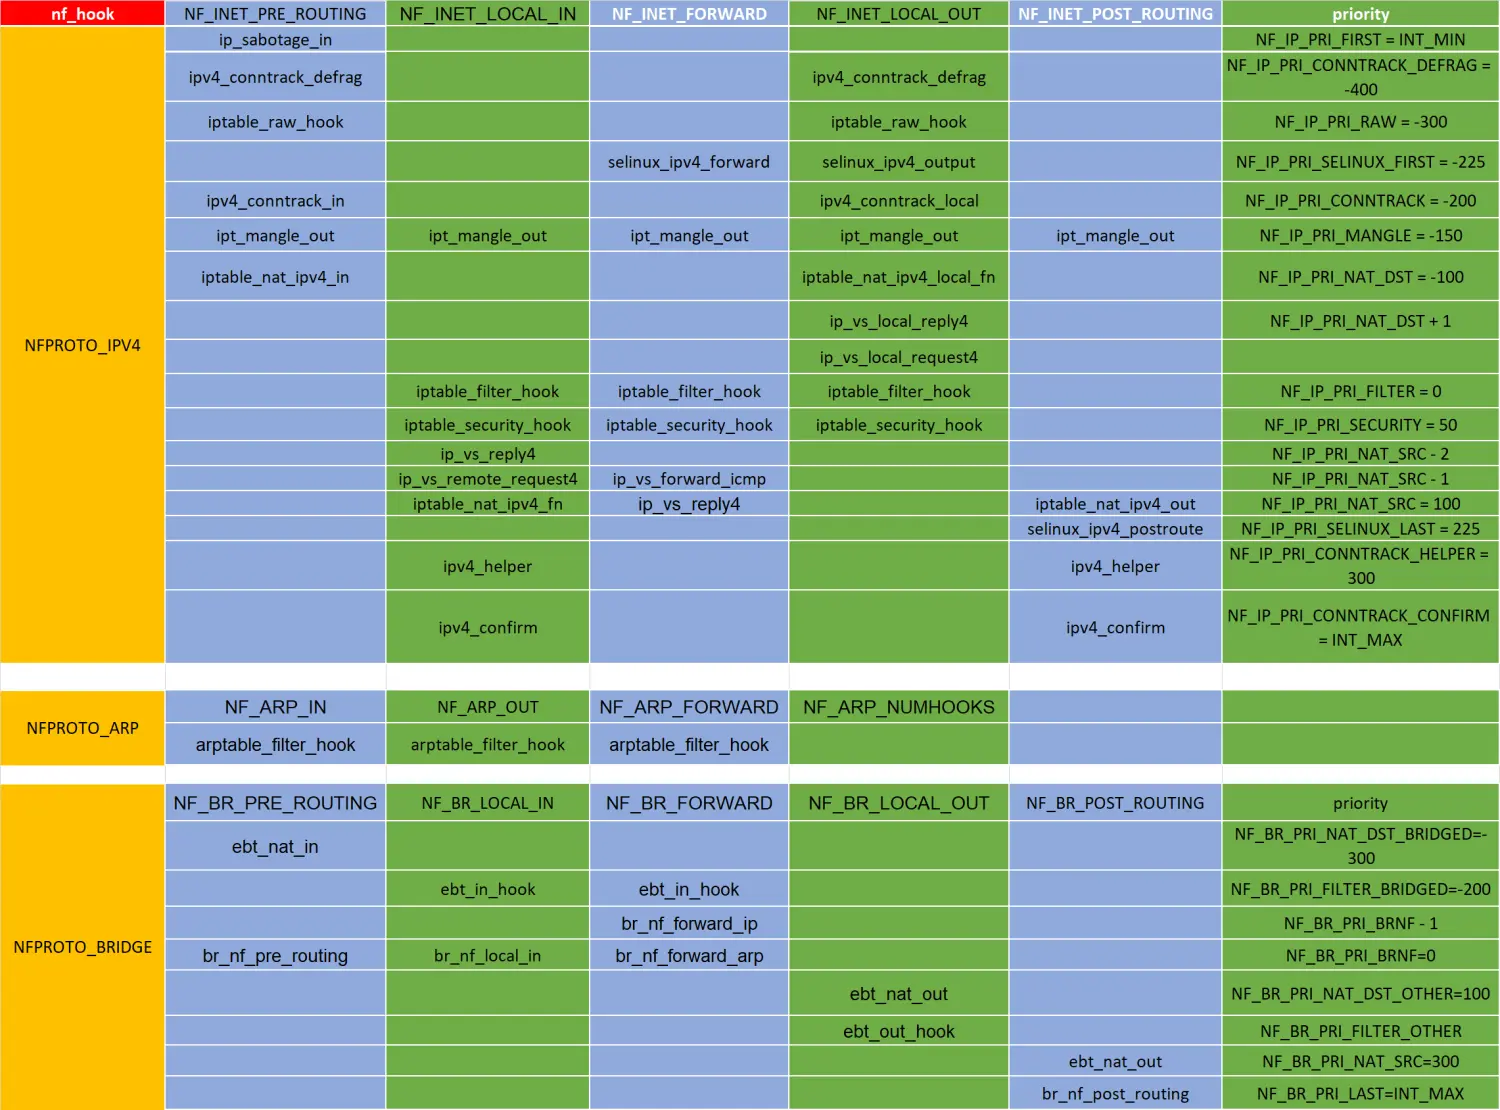 nf_hook NF_INET_PRE_ROUTING NF_INET_LOCAL_IN NF_INET_FORWARD NF_INET_LOCAL_OUT NF_INET_POST_ROUTING priority
NFPROTO_IPV4
ip_sabotage_in NF_IP_PRI_FIRST = INT_MIN
ipv4_conntrack_defrag ipv4_conntrack_defrag NF_IP_PRI_CONNTRACK_DEFRAG =
-400
iptable_raw_hook iptable_raw_hook NF_IP_PRI_RAW = -300
selinux_ipv4_forward selinux_ipv4_output NF_IP_PRI_SELINUX_FIRST = -225
ipv4_conntrack_in ipv4_conntrack_local NF_IP_PRI_CONNTRACK = -200
ipt_mangle_out ipt_mangle_out ipt_mangle_out ipt_mangle_out ipt_mangle_out NF_IP_PRI_MANGLE = -150
iptable_nat_ipv4_in iptable_nat_ipv4_local_fn NF_IP_PRI_NAT_DST = -100
ip_vs_local_reply4 NF_IP_PRI_NAT_DST + 1
ip_vs_local_request4
iptable_filter_hook iptable_filter_hook iptable_filter_hook NF_IP_PRI_FILTER = 0
iptable_security_hook iptable_security_hook iptable_security_hook NF_IP_PRI_SECURITY = 50
ip_vs_reply4 NF_IP_PRI_NAT_SRC - 2
ip_vs_remote_request4 ip_vs_forward_icmp NF_IP_PRI_NAT_SRC - 1
iptable_nat_ipv4_fn ip_vs_reply4 iptable_nat_ipv4_out NF_IP_PRI_NAT_SRC = 100
selinux_ipv4_postroute NF_IP_PRI_SELINUX_LAST = 225
ipv4_helper ipv4_helper NF_IP_PRI_CONNTRACK_HELPER =
300
ipv4_confirm ipv4_confirm NF_IP_PRI_CONNTRACK_CONFIRM
= INT_MAX
NFPROTO_ARP
NF_ARP_IN NF_ARP_OUT NF_ARP_FORWARD NF_ARP_NUMHOOKS
arptable_filter_hook arptable_filter_hook arptable_filter_hook
NFPROTO_BRIDGE
NF_BR_PRE_ROUTING NF_BR_LOCAL_IN NF_BR_FORWARD NF_BR_LOCAL_OUT NF_BR_POST_ROUTING priority
ebt_nat_in NF_BR_PRI_NAT_DST_BRIDGED=-
300
ebt_in_hook ebt_in_hook NF_BR_PRI_FILTER_BRIDGED=-200
br_nf_forward_ip NF_BR_PRI_BRNF - 1
br_nf_pre_routing br_nf_local_in br_nf_forward_arp NF_BR_PRI_BRNF=0
ebt_nat_out NF_BR_PRI_NAT_DST_OTHER=100
ebt_out_hook NF_BR_PRI_FILTER_OTHER
ebt_nat_out NF_BR_PRI_NAT_SRC=300
br_nf_post_routing NF_BR_PRI_LAST=INT_MAX